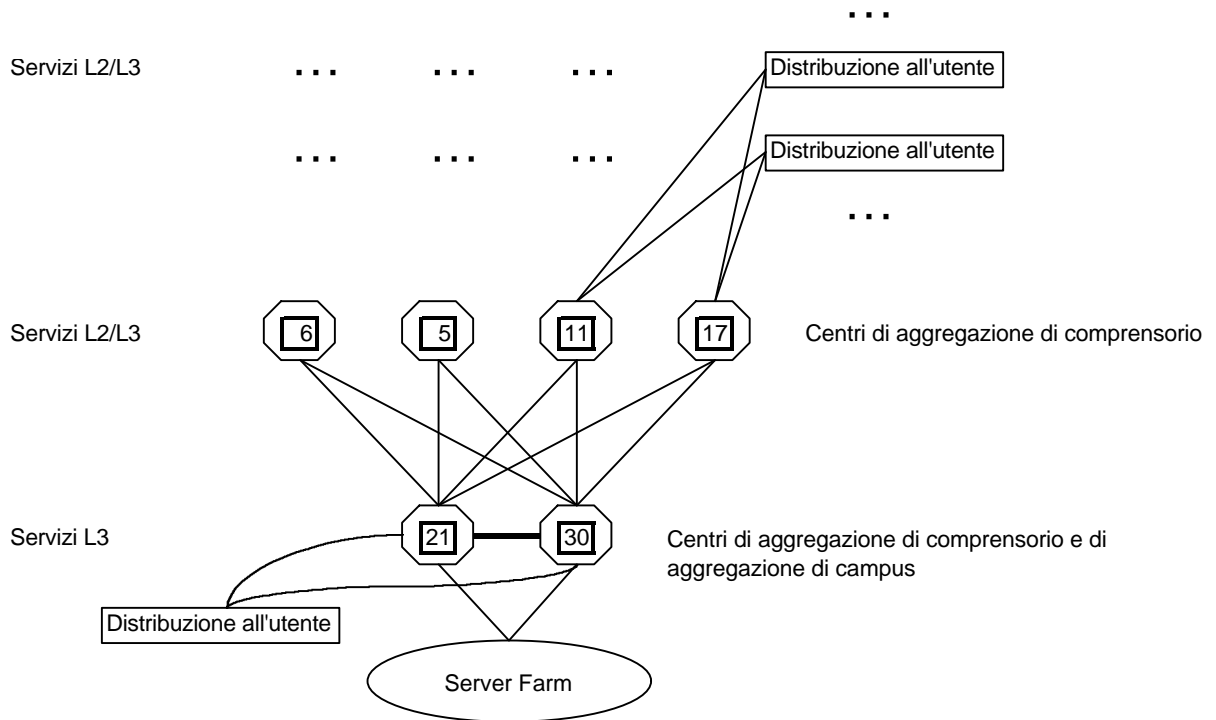 ...
Servizi L2/L3 ... ... ... Distribuzione all'utente
... ... ... Distribuzione all'utente
...
Servizi L2/L3 6 5 11 17 Centri di aggregazione di comprensorio
Servizi L3 21 30 Centri di aggregazione di comprensorio e di
aggregazione di campus
Distribuzione all'utente
Server Farm